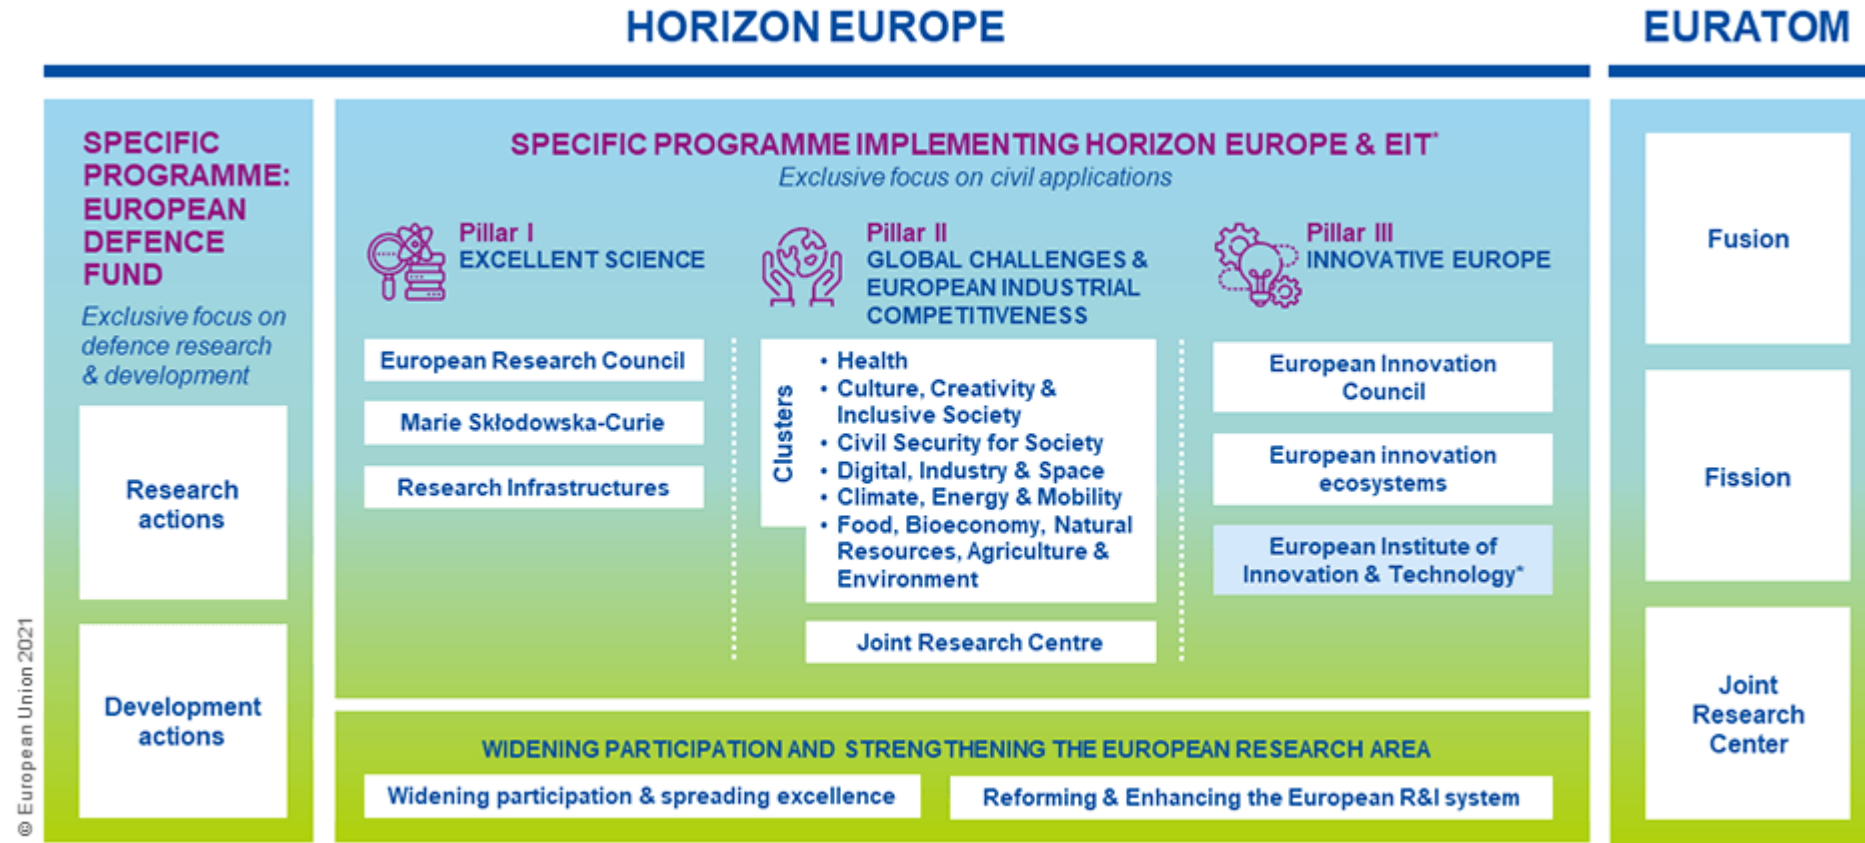 HORIZON EUROPE
EURATOM
SPECIFIC
PROGRAMME:
EUROPEAN
DEFENCE
FUND
Exclusive focus on
defence research
& development
Research
actions
Development
actions
SPECIFIC PROGRAMME IMPLEMENTING HORIZON EUROPE & EIT*
Exclusive focus on civil applications
Pillar I
EXCELLENT SCIENCE
European Research Council
Marie Skłodowska-Curie
Research Infrastructures
Pillar II
GLOBAL CHALLENGES &
EUROPEAN INDUSTRIAL
COMPETITIVENESS
Clusters
• Health
• Culture, Creativity &
Inclusive Society
• Civil Security for Society
• Digital, Industry & Space
• Climate, Energy & Mobility
• Food, Bioeconomy, Natural
Resources, Agriculture &
Environment
Joint Research Centre
Pillar III
INNOVATIVE EUROPE
European Innovation
Council
European innovation
ecosystems
European Institute of
Innovation & Technology*
WIDENING PARTICIPATION AND STRENGTHENING THE EUROPEAN RESEARCH AREA
Widening participation & spreading excellence
Reforming & Enhancing the European R&I system
Fusion
Fission
Joint
Research
Center
© European Union 2021